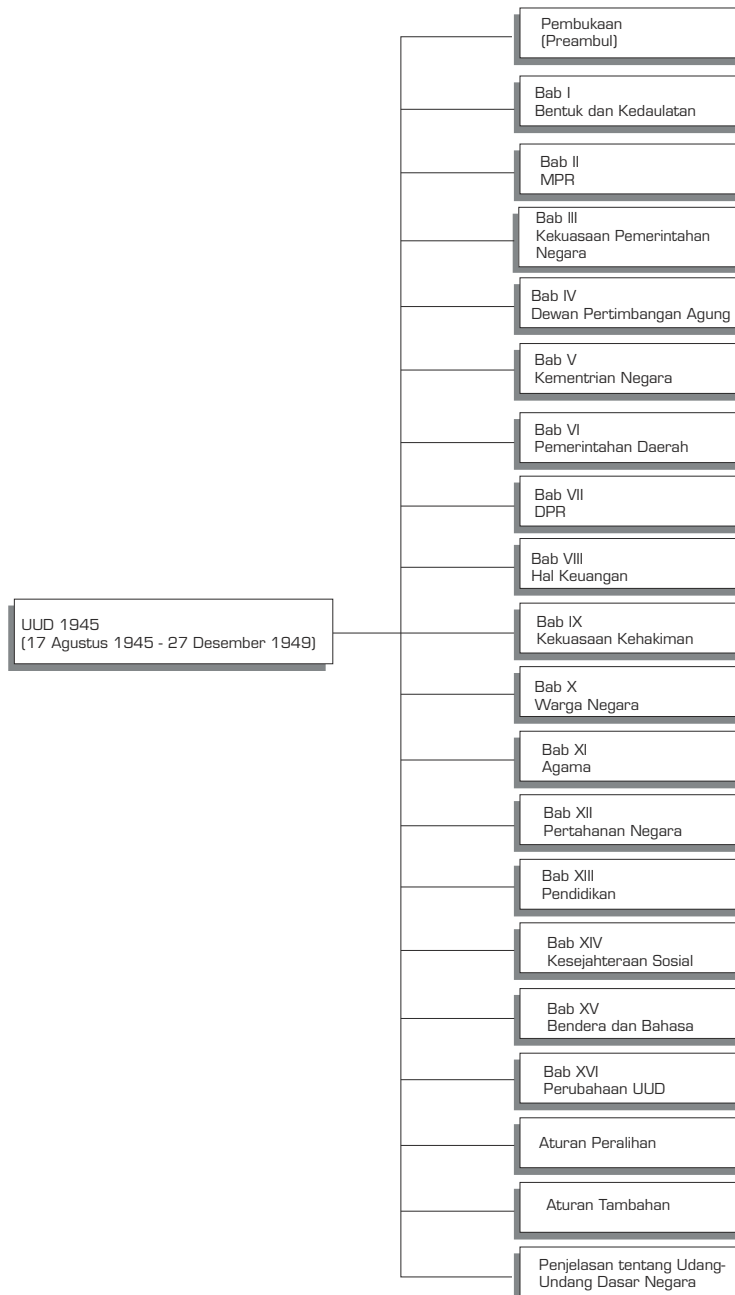 Pembukaan
(Preambul)
Bab I
Bentuk dan Kedaulatan
Bab II
MPR
Bab III
Kekuasaan Pemerintahan
Negara
Bab IV
Dewan Pertimbangan Agung
Bab V
Kementrian Negara
Bab VI
Pemerintahan Daerah
Bab VII
DPR
Bab VIII
Hal Keuangan
UUD 1945
(17 Agustus 1945 - 27 Desember 1949)
Bab IX
Kekuasaan Kehakiman
Bab X
Warga Negara
Bab XI
Agama
Bab XII
Pertahanan Negara
Bab XIII
Pendidikan
Bab XIV
Kesejahteraan Sosial
Bab XV
Bendera dan Bahasa
Bab XVI
Perubahaan UUD
Aturan Peralihan
Aturan Tambahan
Penjelasan tentang Udang-
Undang Dasar Negara